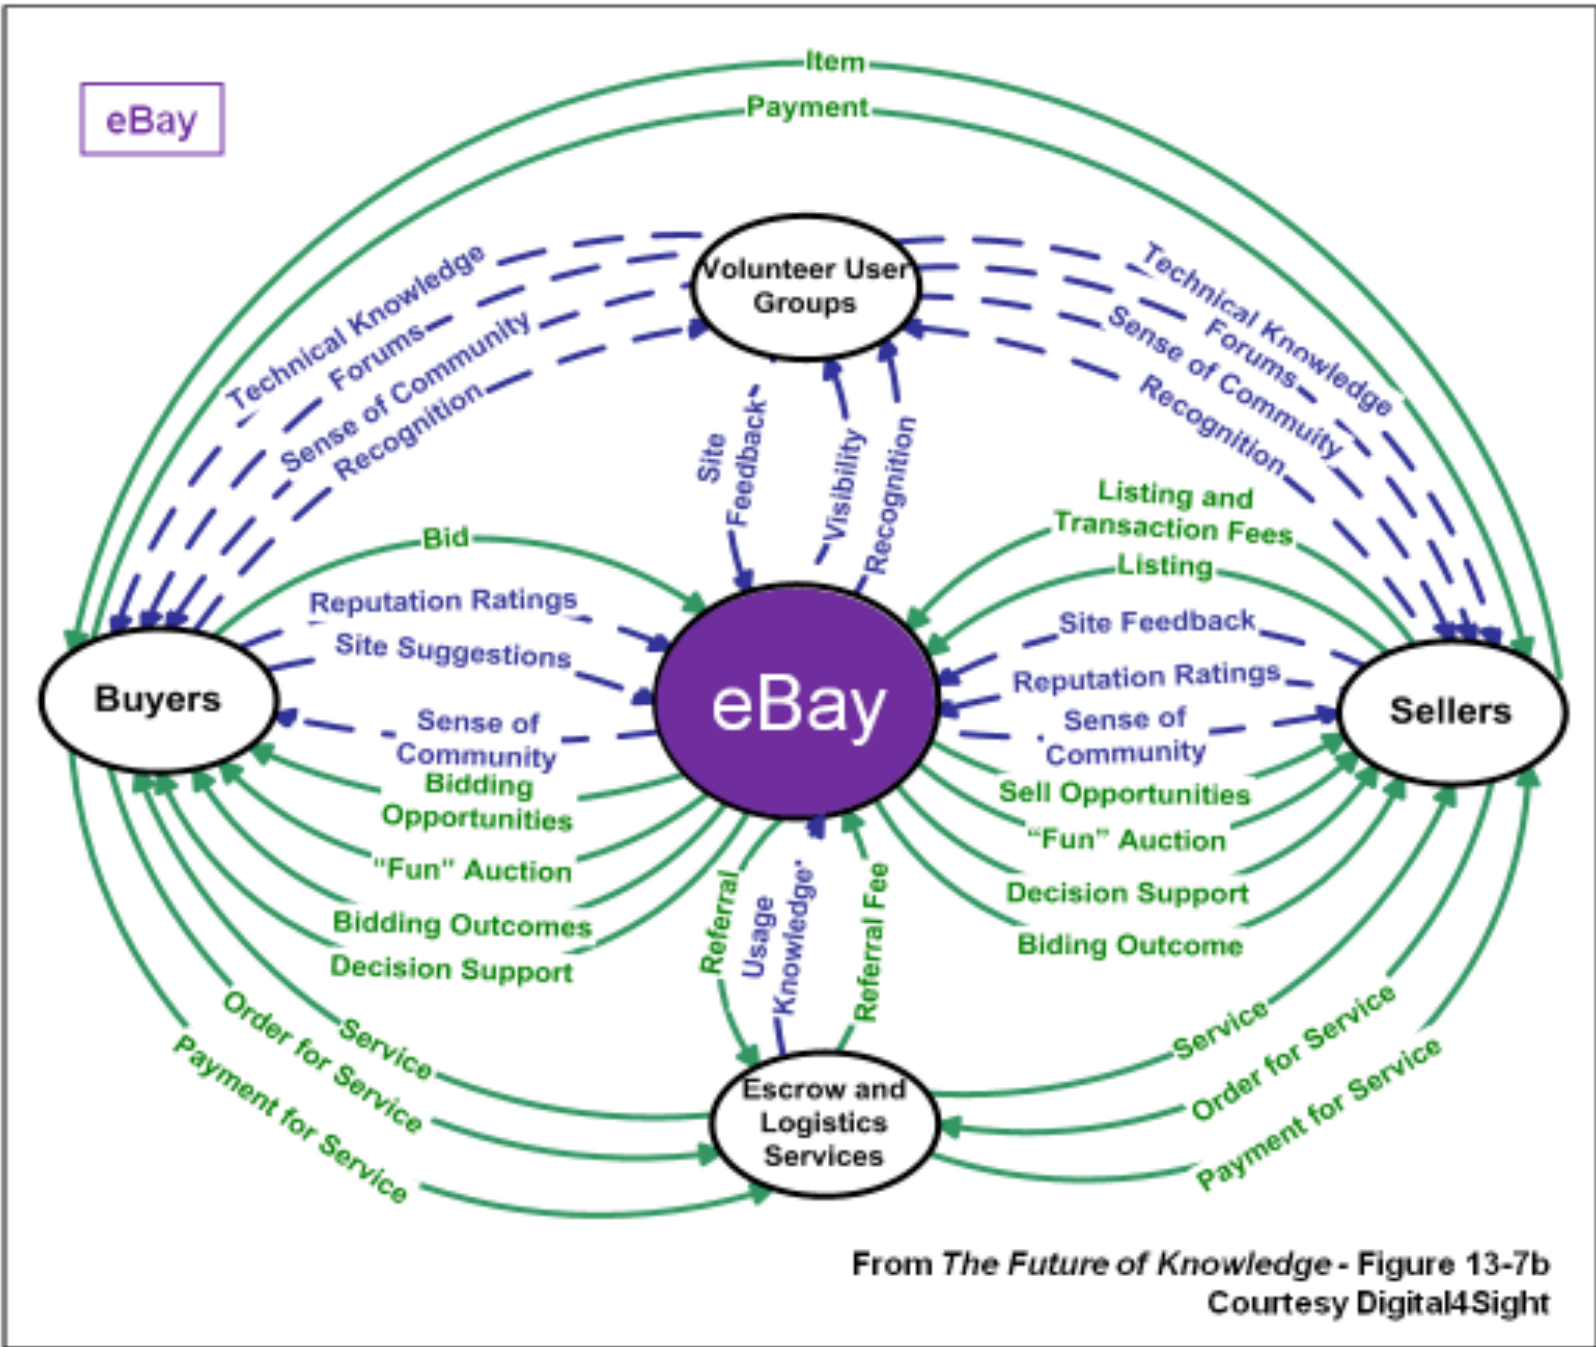 Item
Payment
eBay
Volunteer User
Groups
Technical Knowledge
Forums
Sense of Community
Recognition
Technical Knowledge
Forums
Sense of Commuity
Recognition
Site
Feedback
Visibility
Recognition
Bid
Reputation Ratings
Site Suggestions
Sense of
Community
Bidding
Opportunities
"Fun" Auction
Bidding Outcomes
Decision Support
Buyers
eBay
Listing and
Transaction Fees
Listing
Site Feedback
Reputation Ratings
Sense of
Community
Sell Opportunities
"Fun" Auction
Decision Support
Biding Outcome
Sellers
Referral
Usage
Knowledge
Referral Fee
Service
Order for Service
Payment for Service
Escrow and
Logistics
Services
Service
Order for Service
Payment for Service
From The Future of Knowledge - Figure 13-7b
Courtesy Digital4Sight